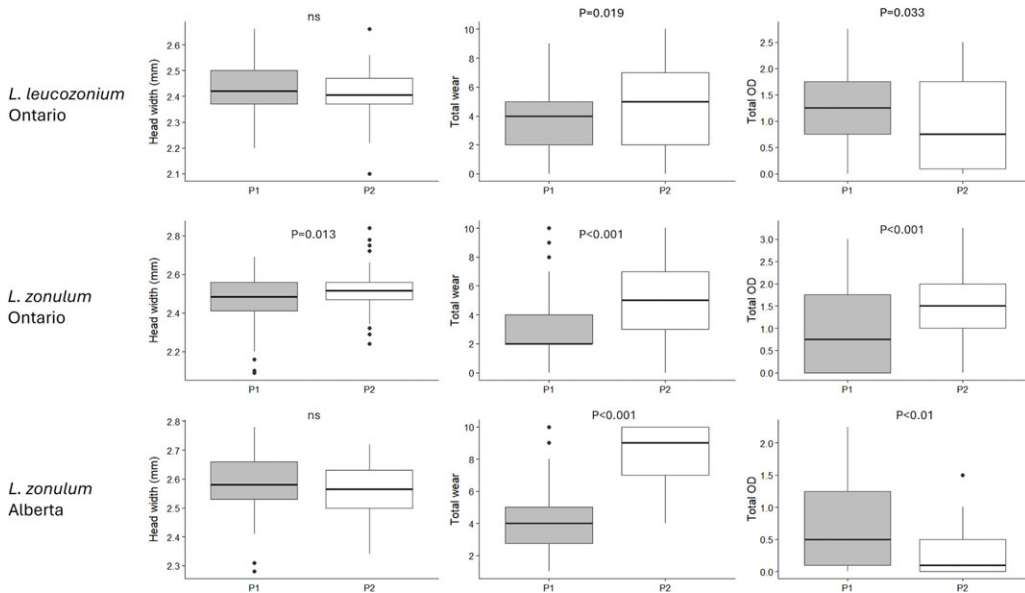 L. leucozonium
Ontario
ns
Head width (mm)
2.6
2.5
2.4
2.3
2.2
2.1
P1
P2
P=0.019
Total wear
10
8
6
4
2
0
P1
P2
P=0.033
Total OD
2.5
2.0
1.5
1.0
0.5
0.0
P1
P2
L. zonulum
Ontario
P=0.013
Head width (mm)
2.8
2.6
2.4
2.2
P1
P2
P<0.001
Total wear
10
8
6
4
2
0
P1
P2
P<0.001
Total OD
3.0
2.5
2.0
1.5
1.0
0.5
0.0
P1
P2
L. zonulum
Alberta
ns
Head width (mm)
2.8
2.7
2.6
2.5
2.4
2.3
P1
P2
P<0.001
Total wear
10
8
6
4
2
P1
P2
P<0.01
Total OD
2.0
1.5
1.0
0.5
0.0
P1
P2